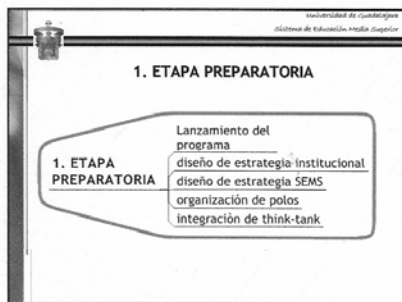 Universidad de Guadalajara
Sistema de Educación Media Superior
1. ETAPA PREPARATORIA
1. ETAPA
PREPARATORIA
Lanzamiento del
programa
diseño de estrategia institucional
diseño de estrategia SEMS
organización de polos
integraciòn de think-tank